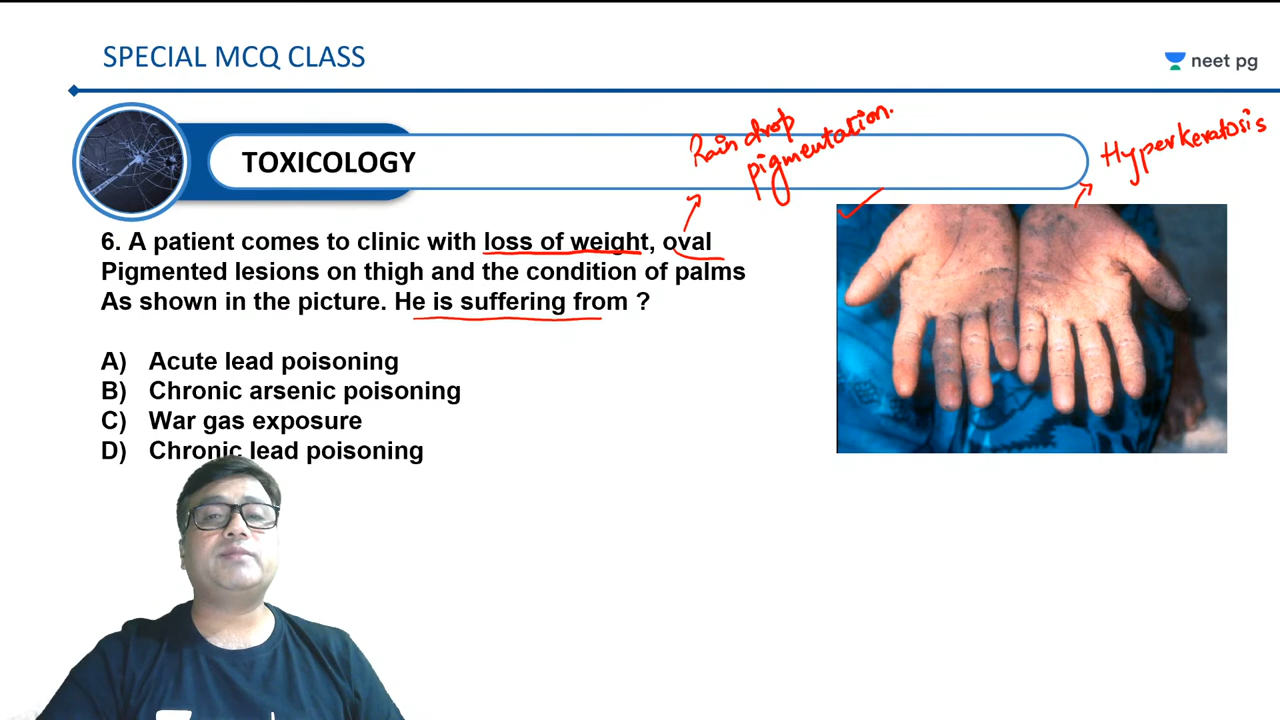 SPECIAL MCQ CLASS
neet pg
TOXICOLOGY
Rain drop
pigmentation.
Hyperkeratosis
6. A patient comes to clinic with loss of weight, oval
Pigmented lesions on thigh and the condition of palms
As shown in the picture. He is suffering from ?
A) Acute lead poisoning
B) Chronic arsenic poisoning
C) War gas exposure
D) Chronic lead poisoning